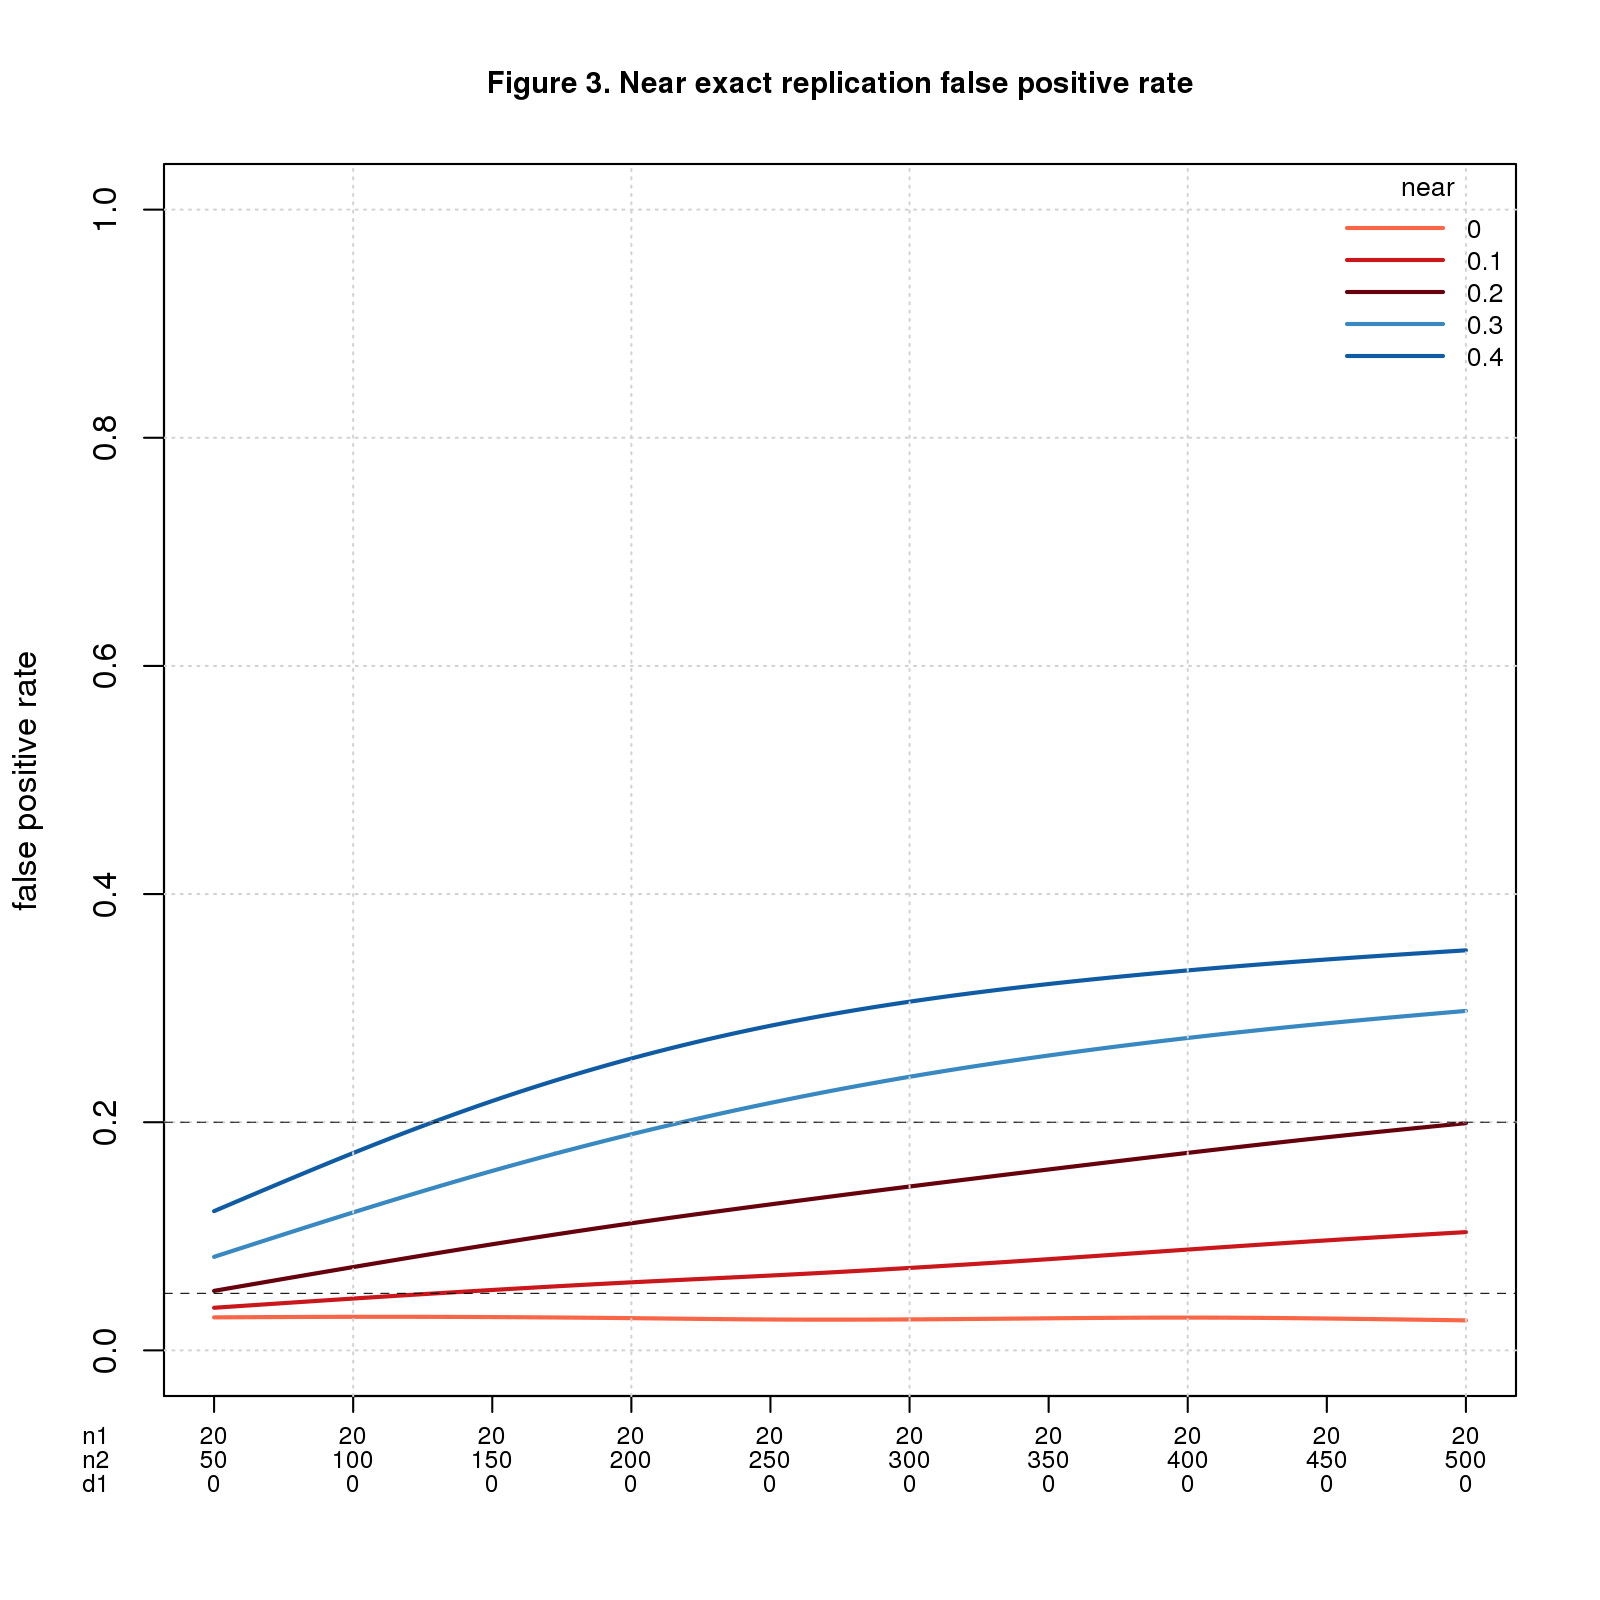 Figure 3. Near exact replication false positive rate
near
0
0.1
0.2
0.3
0.4
false positive rate
1.0
0.8
0.6
0.4
0.2
0.0
n1 20 20 20 20 20 20 20 20 20 20
n2 50 100 150 200 250 300 350 400 450 500
d1 0 0 0 0 0 0 0 0 0 0